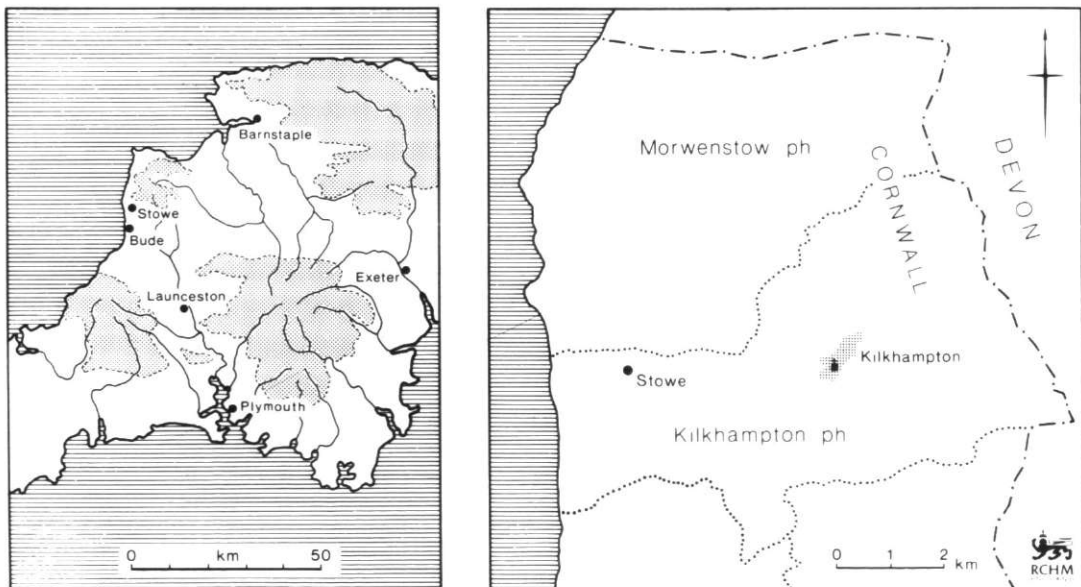 Barnstaple
Stowe
Bude
Exeter
Launceston
Plymouth
0 km 50
Morwenstow ph
CORNWALL
DEVON
Kilkhampton
Stowe
Kilkhampton ph
0 1 2
km
RCHM